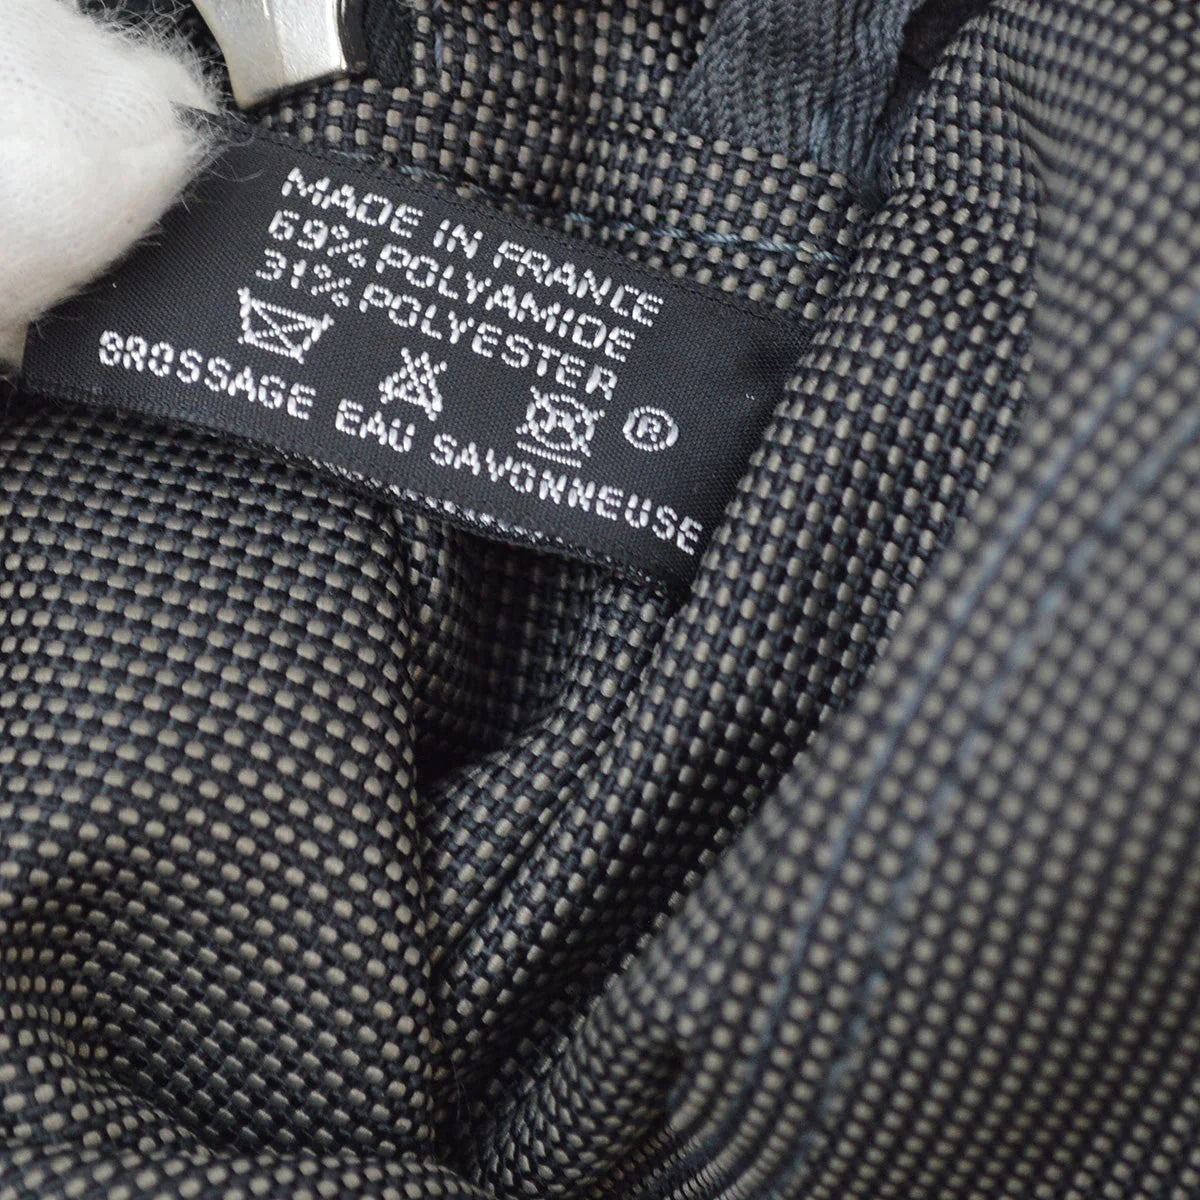 MADE IN FRANCE
69% POLYAMIDE
31% POLYESTER
®
BROSSAGE EAU SAVONNEUSE